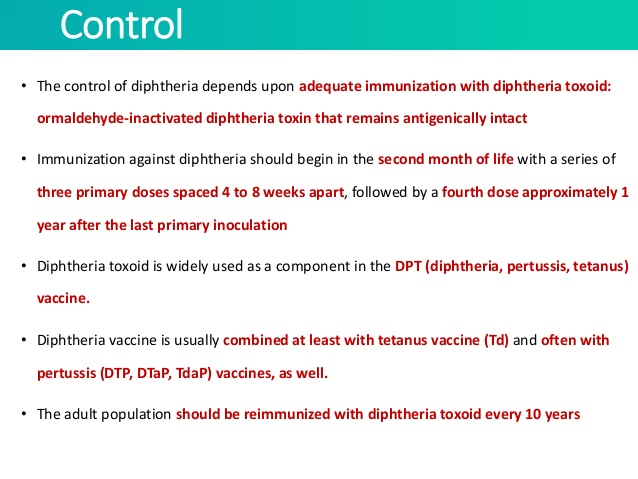 Control
• The control of diphtheria depends upon adequate immunization with diphtheria toxoid:
ormaldehyde-inactivated diphtheria toxin that remains antigenically intact
• Immunization against diphtheria should begin in the second month of life with a series of
three primary doses spaced 4 to 8 weeks apart, followed by a fourth dose approximately 1
year after the last primary inoculation
• Diphtheria toxoid is widely used as a component in the DPT (diphtheria, pertussis, tetanus)
vaccine.
• Diphtheria vaccine is usually combined at least with tetanus vaccine (Td) and often with
pertussis (DTP, DTaP, TdaP) vaccines, as well.
• The adult population should be reimmunized with diphtheria toxoid every 10 years